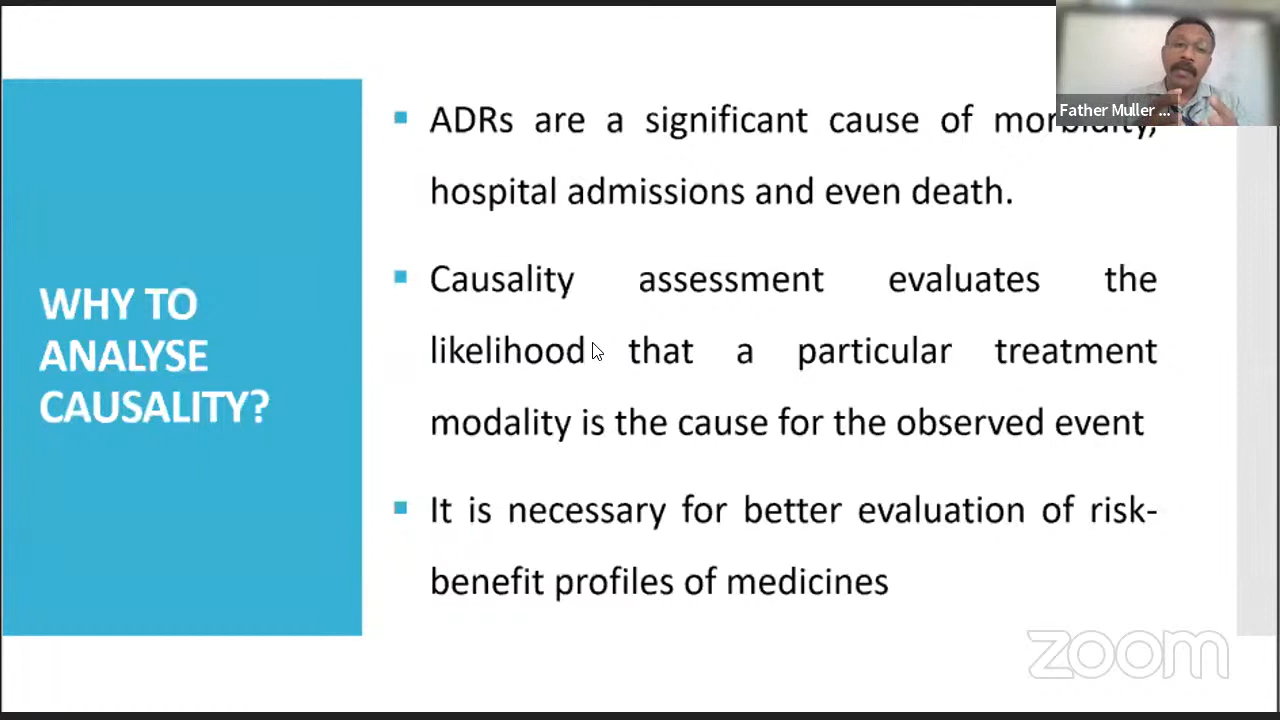 Father Muller ...
WHY TO
ANALYSE
CAUSALITY?
▪ ADRs are a significant cause of morbidity,
hospital admissions and even death.
▪ Causality assessment evaluates the
likelihood that a particular treatment
modality is the cause for the observed event
▪ It is necessary for better evaluation of risk-
benefit profiles of medicines
zoom